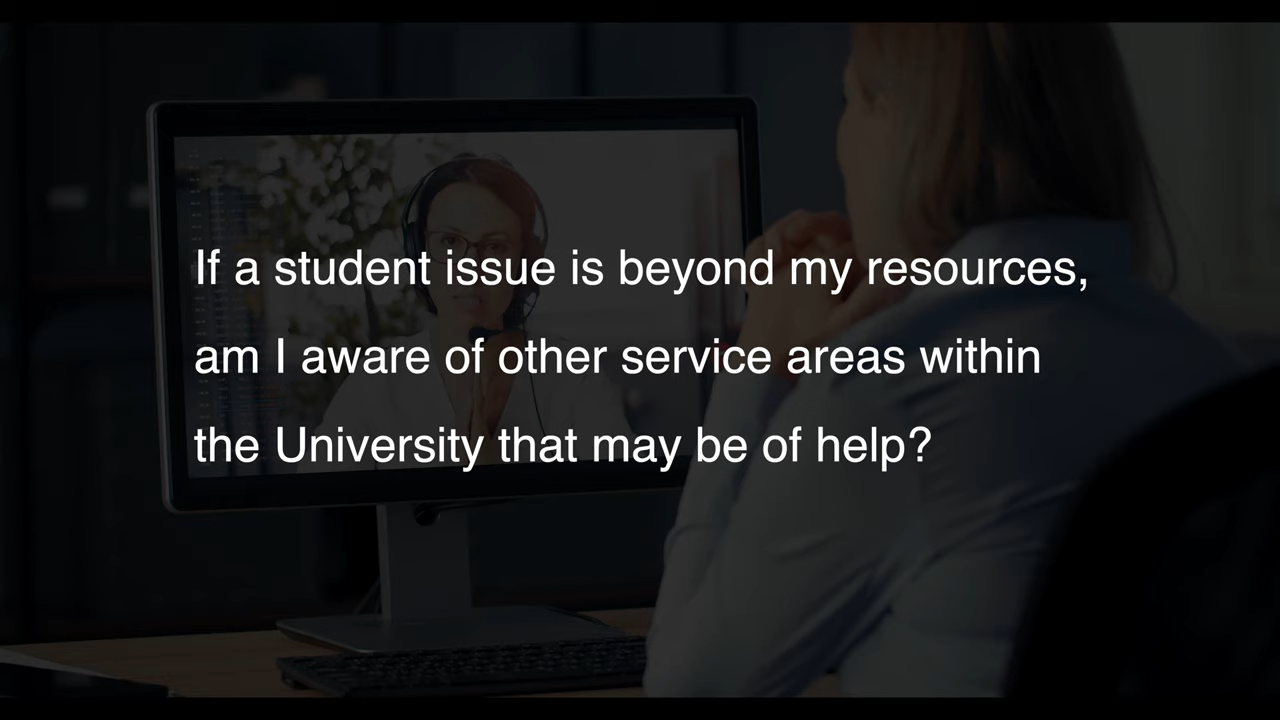 If a student issue is beyond my resources,
am I aware of other service areas within
the University that may be of help?